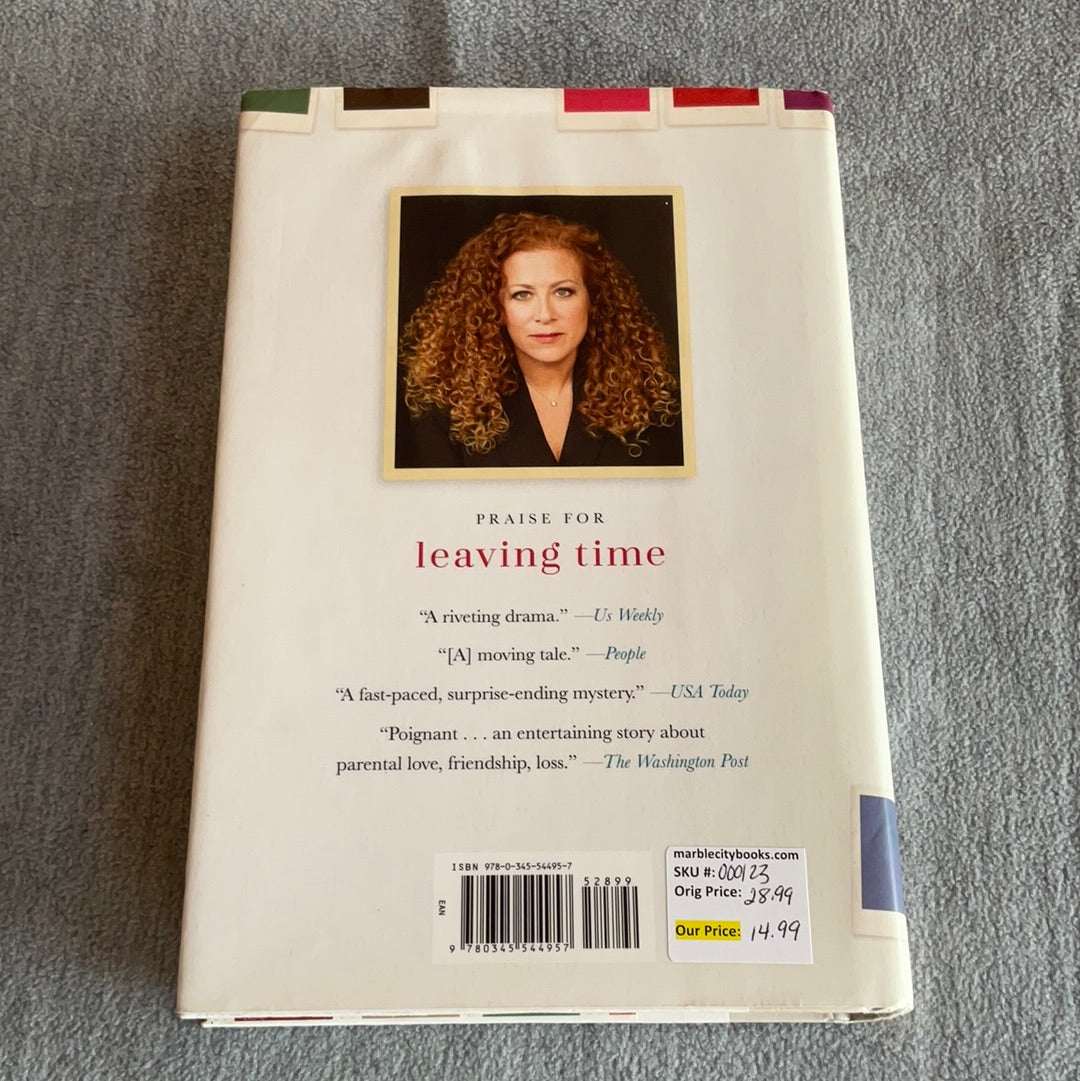 PRAISE FOR
leaving time
“A riveting drama.” —Us Weekly
“[A] moving tale.” —People
“A fast-paced, surprise-ending mystery.” —USA Today
“Poignant . . . an entertaining story about
parental love, friendship, loss.” —The Washington Post
ISBN 978-0-345-54495-7
52899
EAN
9 780345 544957
marblecitybooks.com
SKU #: 000123
Orig Price: 28.99
Our Price: 14.99